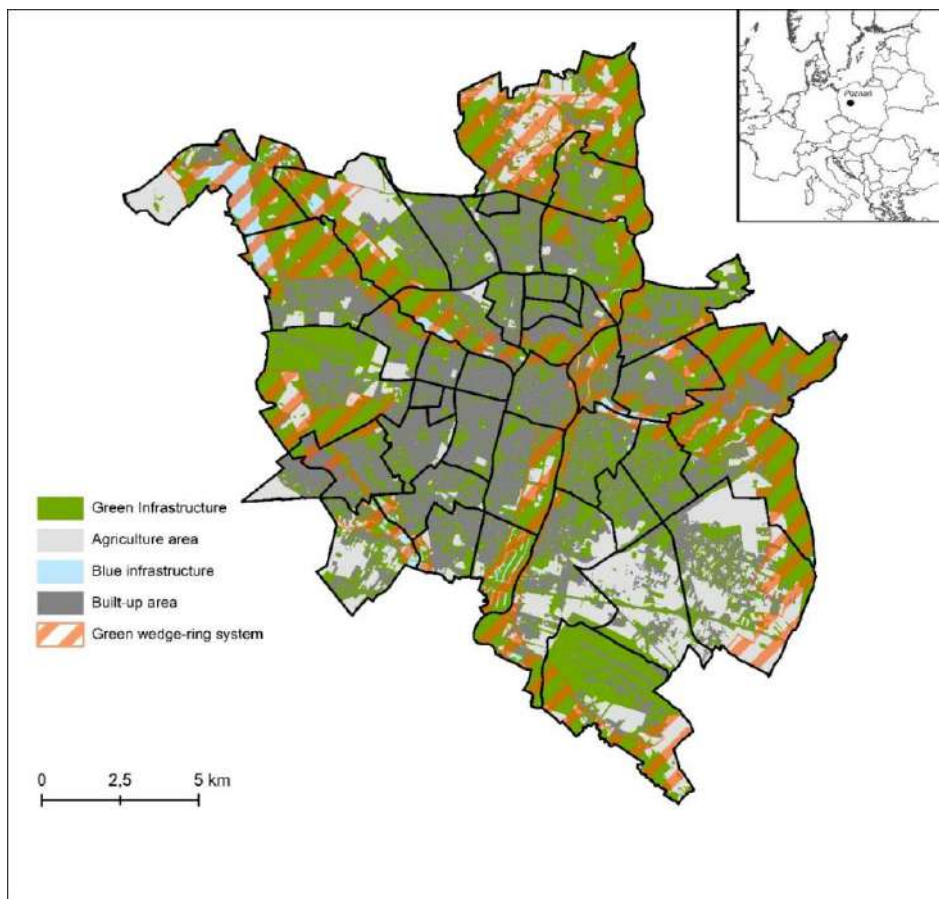 Poznań
Green Infrastructure
Agriculture area
Blue infrastructure
Built-up area
Green wedge-ring system
0 2,5 5 km